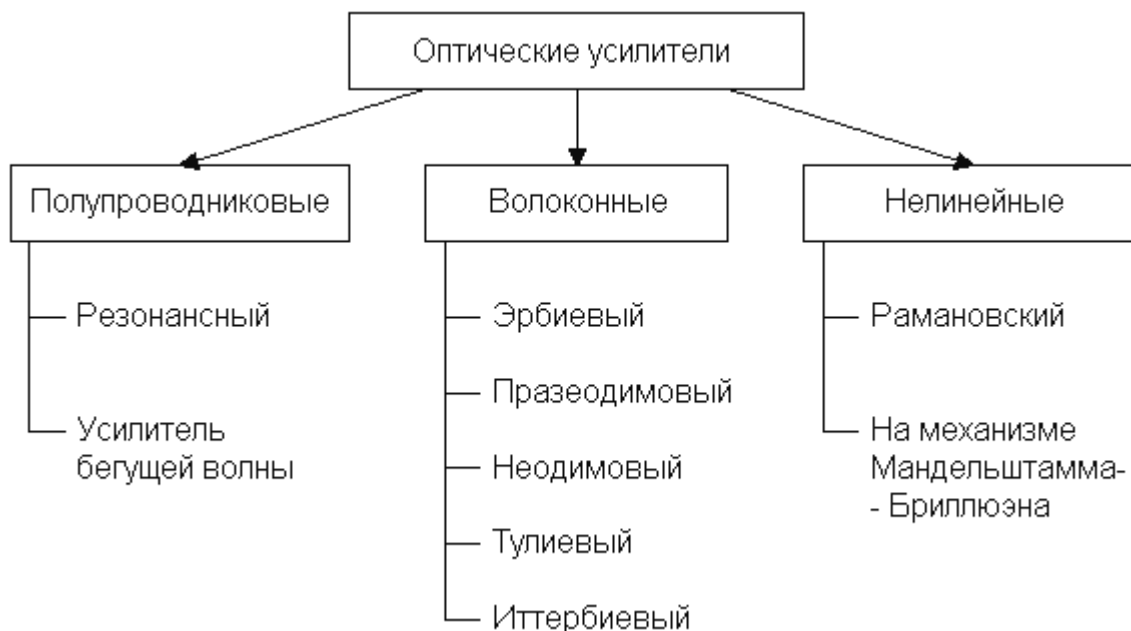 Оптические усилители
Полупроводниковые
Волоконные
Нелинейные
Резонансный
Усилитель
бегущей волны
Эрбиевый
Празеодимовый
Неодимовый
Тулиевый
Иттербиевый
Рамановский
На механизме
Мандельштамма-
- Бриллюэна